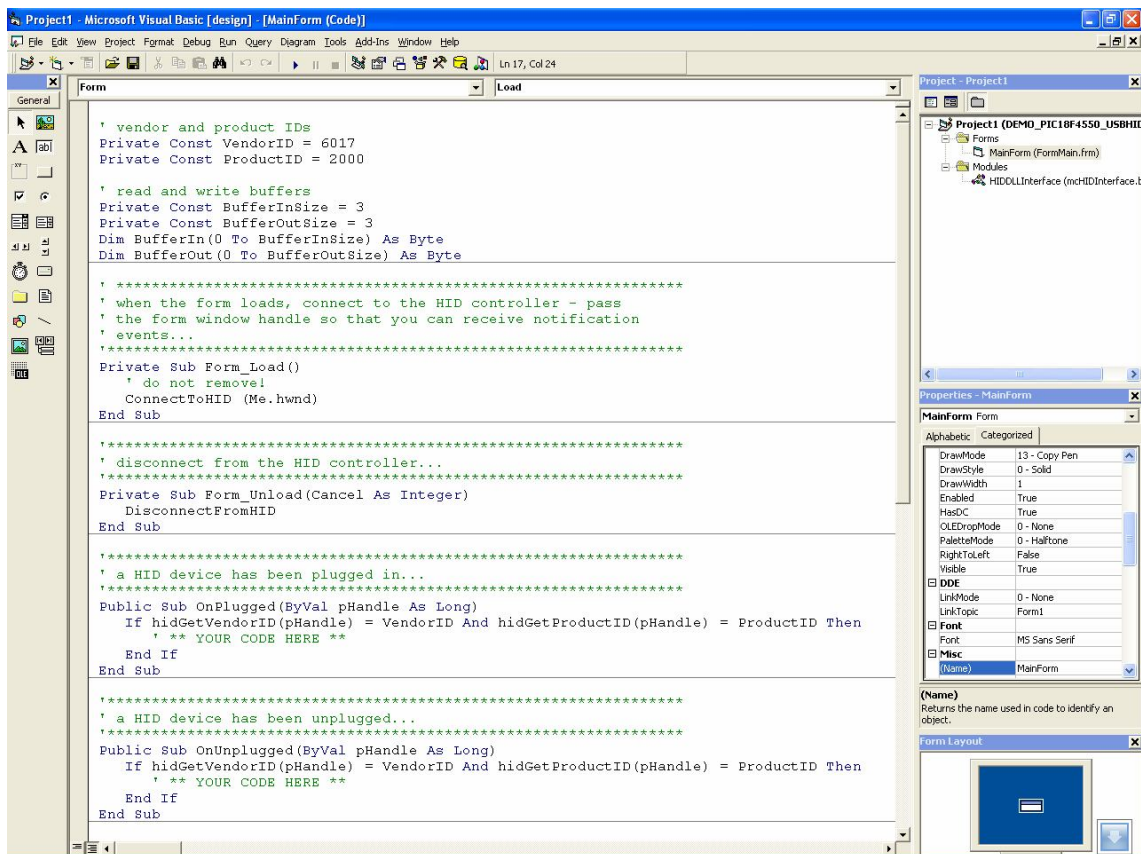 Project1 - Microsoft Visual Basic [design] - [MainForm (Code)]
File Edit View Project Format Debug Run Query Diagram Tools Add-Ins Window Help
Ln 17, Col 24
General
Form
Load
' vendor and product IDs
Private Const VendorID = 6017
Private Const ProductID = 2000
' read and write buffers
Private Const BufferInSize = 3
Private Const BufferOutSize = 3
Dim BufferIn(0 To BufferInSize) As Byte
Dim BufferOut(0 To BufferOutSize) As Byte
' ****************************************************************
' when the form loads, connect to the HID controller - pass
' the form window handle so that you can receive notification
' events...
'*****************************************************************
Private Sub Form_Load()
' do not remove!
ConnectToHID (Me.hwnd)
End Sub
'*****************************************************************
' disconnect from the HID controller...
'*****************************************************************
Private Sub Form_Unload(Cancel As Integer)
DisconnectFromHID
End Sub
'*****************************************************************
' a HID device has been plugged in...
'*****************************************************************
Public Sub OnPlugged(ByVal pHandle As Long)
If hidGetVendorID(pHandle) = VendorID And hidGetProductID(pHandle) = ProductID Then
' ** YOUR CODE HERE **
End If
End Sub
'*****************************************************************
' a HID device has been unplugged...
'*****************************************************************
Public Sub OnUnplugged(ByVal pHandle As Long)
If hidGetVendorID(pHandle) = VendorID And hidGetProductID(pHandle) = ProductID Then
' ** YOUR CODE HERE **
End If
End Sub
Project - Project1
Project1 (DEMO_PIC18F4550_USBHID
Forms
MainForm (FormMain.frm)
Modules
HIDDLLInterface (mcHIDInterface.b
Properties - MainForm
MainForm Form
Alphabetic Categorized
DrawMode 13 - Copy Pen
DrawStyle 0 - Solid
DrawWidth 1
Enabled True
HasDC True
OLEDropMode 0 - None
PaletteMode 0 - Halftone
RightToLeft False
Visible True
DDE
LinkMode 0 - None
LinkTopic Form1
Font
Font MS Sans Serif
Misc
(Name) MainForm
(Name)
Returns the name used in code to identify an
object.
Form Layout